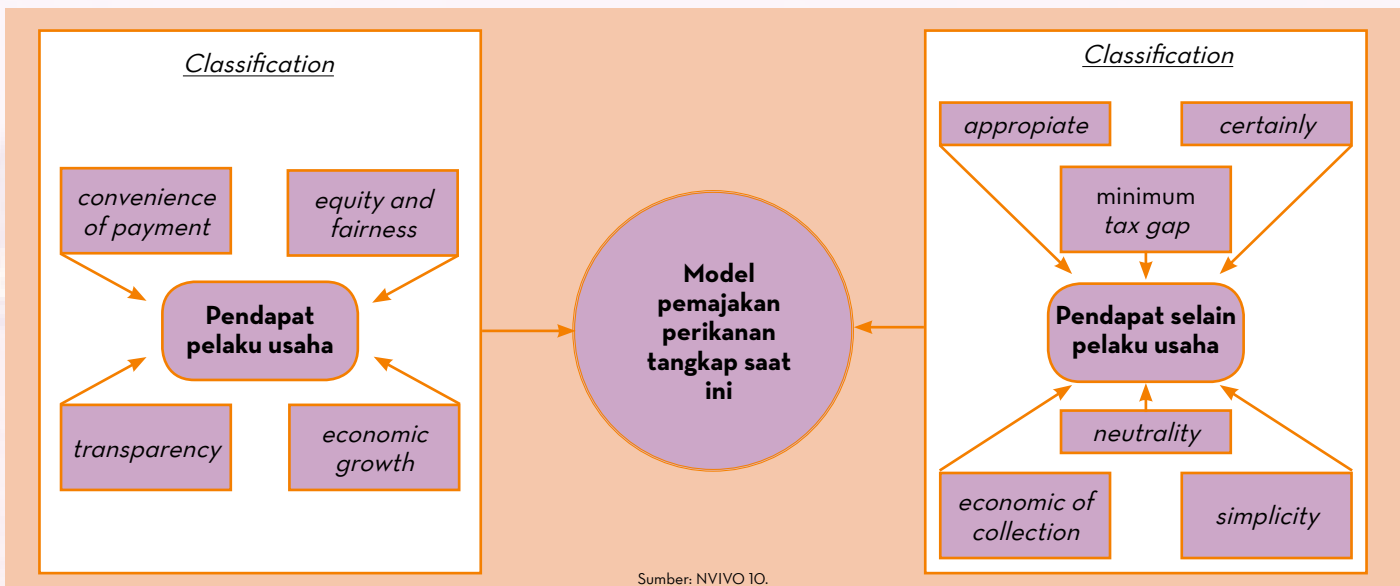 Classification
convenience
of payment
equity and
fairness
Pendapat
pelaku usaha
transparency
economic
growth
Model
pemajakan
perikanan
tangkap saat
ini
Classification
appropiate
certainly
minimum
tax gap
Pendapat selain
pelaku usaha
neutrality
economic of
collection
simplicity
Sumber: NVIVO 10.